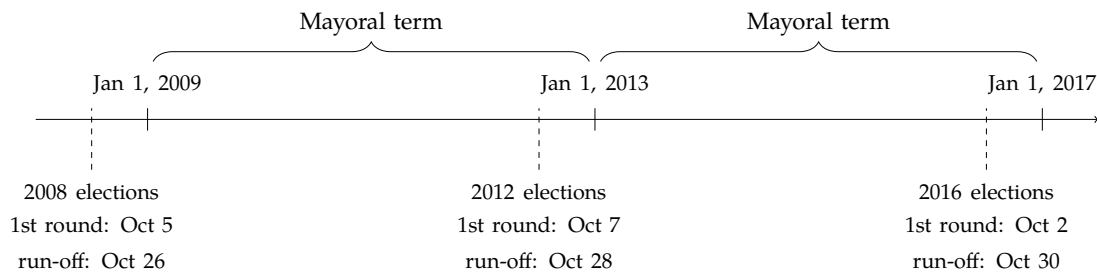 Mayoral term Mayoral term
Jan 1, 2009 Jan 1, 2013 Jan 1, 2017
2008 elections 2012 elections 2016 elections
1st round: Oct 5 1st round: Oct 7 1st round: Oct 2
run-off: Oct 26 run-off: Oct 28 run-off: Oct 30